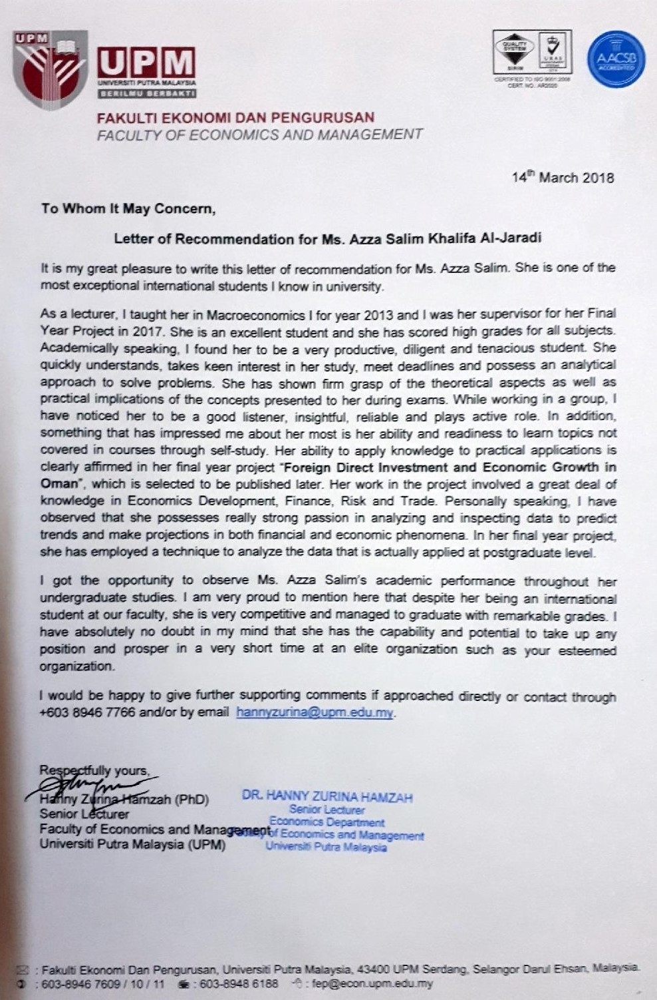 UPM
UPM
UNIVERSITI PUTRA MALAYSIA
BERILMU BERBAKTI
QUALITY
SYSTEM
SIRIM
UKAS
CERTIFIED TO ISO 9001:2008
CERT. NO.: AR2020
AACSB
ACCREDITED
FAKULTI EKONOMI DAN PENGURUSAN
FACULTY OF ECONOMICS AND MANAGEMENT
14th March 2018
To Whom It May Concern,
Letter of Recommendation for Ms. Azza Salim Khalifa Al-Jaradi
It is my great pleasure to write this letter of recommendation for Ms. Azza Salim. She is one of the
most exceptional international students I know in university.
As a lecturer, I taught her in Macroeconomics I for year 2013 and I was her supervisor for her Final
Year Project in 2017. She is an excellent student and she has scored high grades for all subjects.
Academically speaking, I found her to be a very productive, diligent and tenacious student. She
quickly understands, takes keen interest in her study, meet deadlines and possess an analytical
approach to solve problems. She has shown firm grasp of the theoretical aspects as well as
practical implications of the concepts presented to her during exams. While working in a group, I
have noticed her to be a good listener, insightful, reliable and plays active role. In addition,
something that has impressed me about her most is her ability and readiness to learn topics not
covered in courses through self-study. Her ability to apply knowledge to practical applications is
clearly affirmed in her final year project "Foreign Direct Investment and Economic Growth in
Oman", which is selected to be published later. Her work in the project involved a great deal of
knowledge in Economics Development, Finance, Risk and Trade. Personally speaking, I have
observed that she possesses really strong passion in analyzing and inspecting data to predict
trends and make projections in both financial and economic phenomena. In her final year project,
she has employed a technique to analyze the data that is actually applied at postgraduate level.
I got the opportunity to observe Ms. Azza Salim's academic performance throughout her
undergraduate studies. I am very proud to mention here that despite her being an international
student at our faculty, she is very competitive and managed to graduate with remarkable grades. I
have absolutely no doubt in my mind that she has the capability and potential to take up any
position and prosper in a very short time at an elite organization such as your esteemed
organization.
I would be happy to give further supporting comments if approached directly or contact through
+603 8946 7766 and/or by email hannyzurina@upm.edu.my.
Respectfully yours,
Hanny Zurina Hamzah (PhD)
Senior Lecturer
Faculty of Economics and Management
Universiti Putra Malaysia (UPM)
DR. HANNY ZURINA HAMZAH
Senior Lecturer
Economics Department
Faculty of Economics and Management
Universiti Putra Malaysia
: Fakulti Ekonomi Dan Pengurusan, Universiti Putra Malaysia, 43400 UPM Serdang, Selangor Darul Ehsan, Malaysia.
: 603-8946 7609 / 10 / 11 : 603-8948 6188 : fep@econ.upm.edu.my